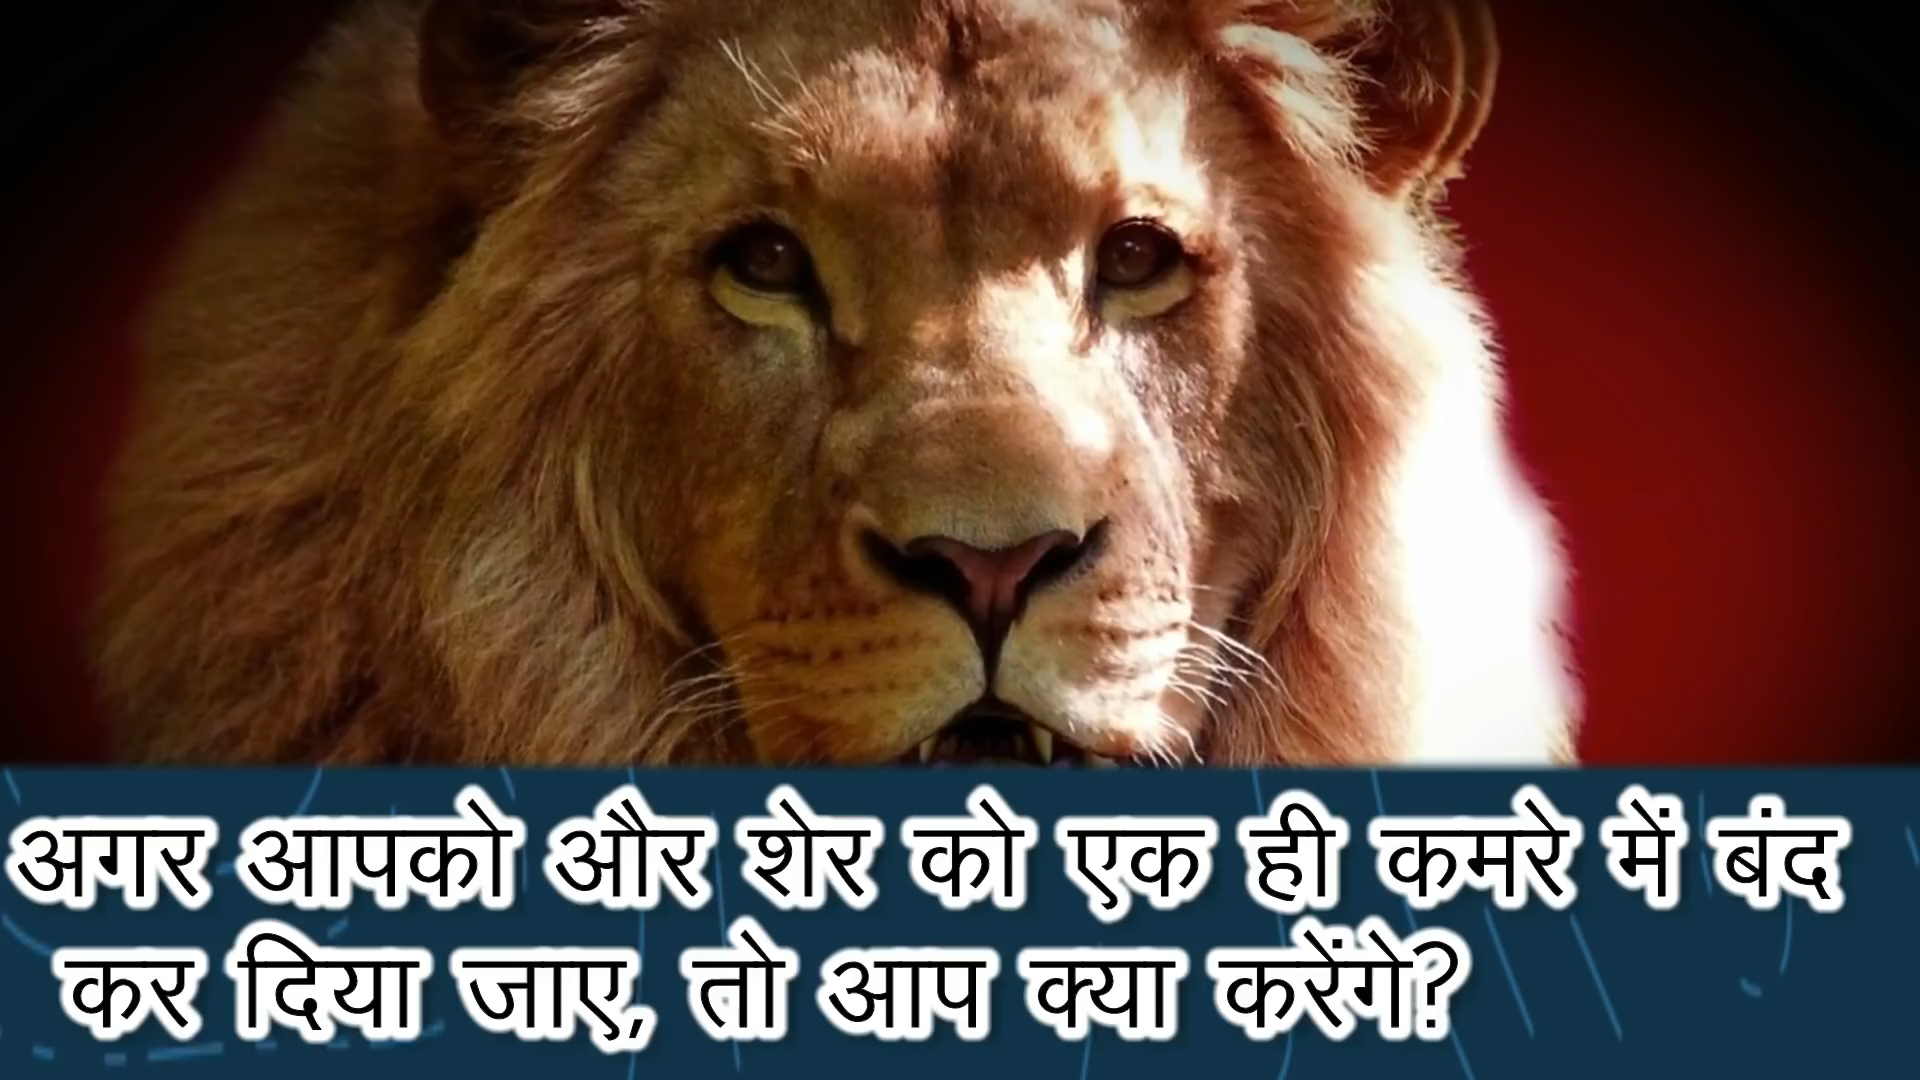 अगर आपको और शेर को एक ही कमरे में बंद
कर दिया जाए, तो आप क्या करेंगे?